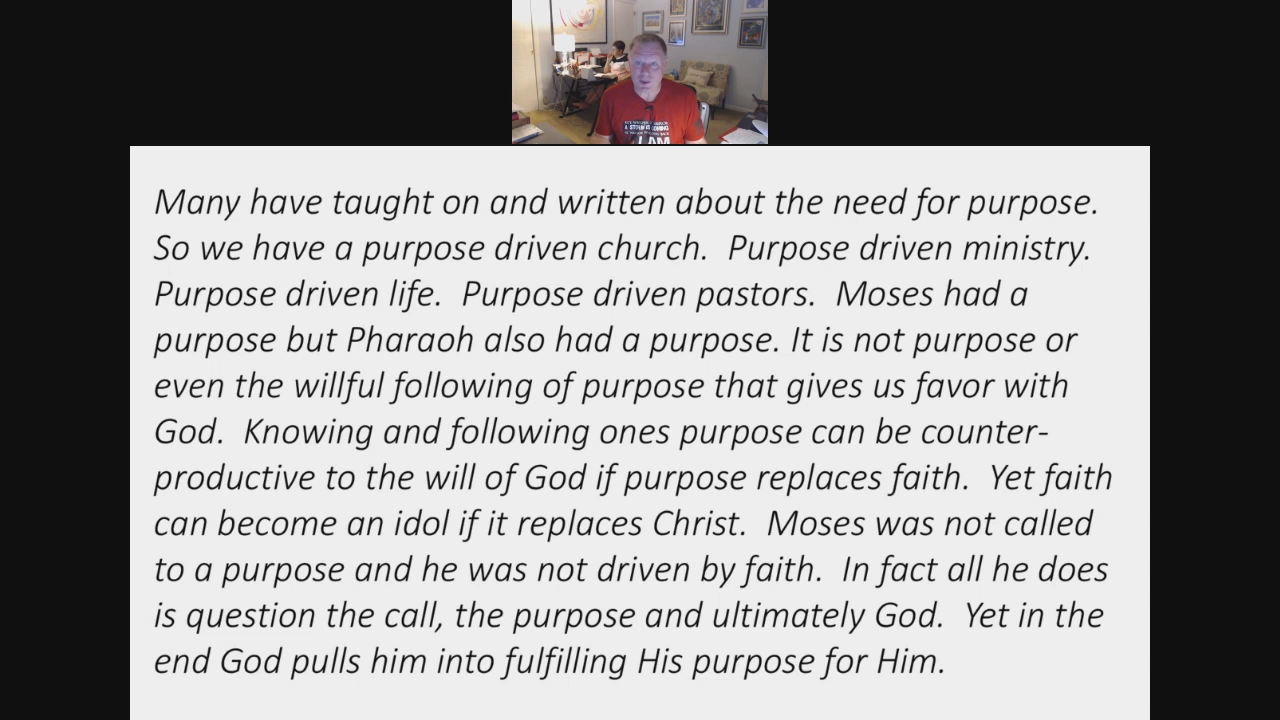 A STORM IS COMING
I AM
Many have taught on and written about the need for purpose.
So we have a purpose driven church.  Purpose driven ministry.
Purpose driven life.  Purpose driven pastors.  Moses had a
purpose but Pharaoh also had a purpose. It is not purpose or
even the willful following of purpose that gives us favor with
God.  Knowing and following ones purpose can be counter-
productive to the will of God if purpose replaces faith.  Yet faith
can become an idol if it replaces Christ.  Moses was not called
to a purpose and he was not driven by faith.  In fact all he does
is question the call, the purpose and ultimately God.  Yet in the
end God pulls him into fulfilling His purpose for Him.